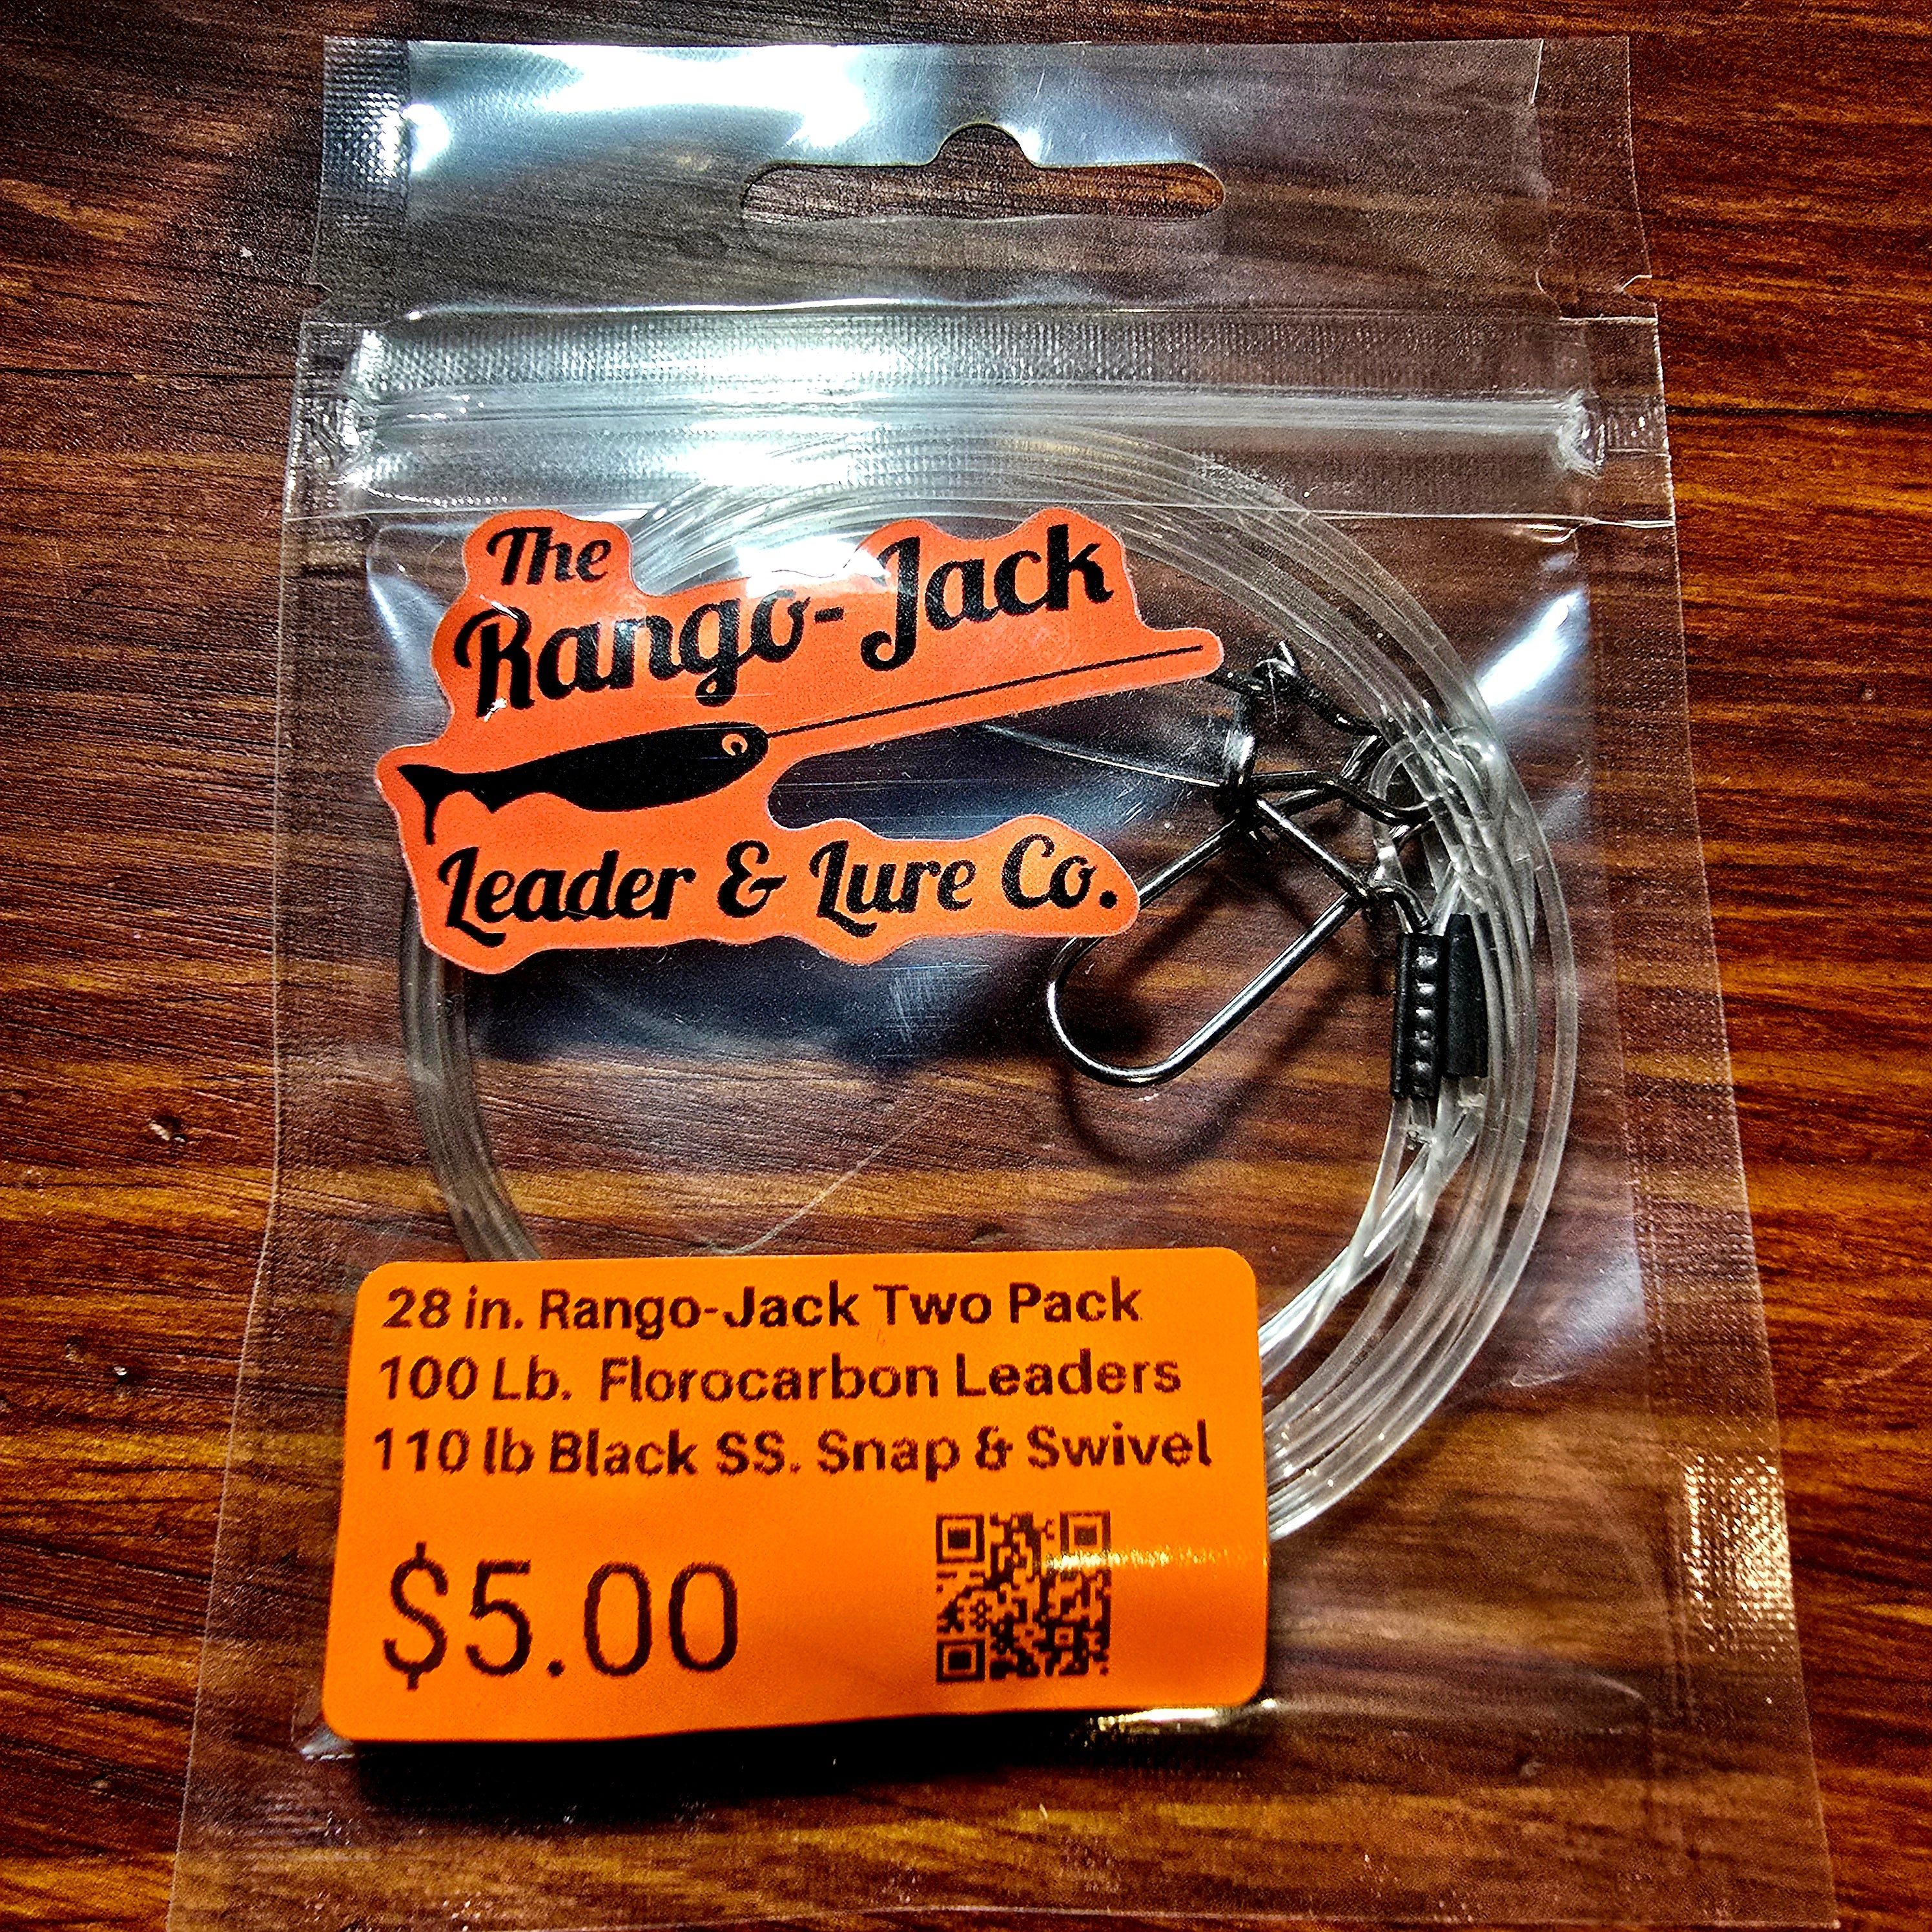 The
Rango-Jack
Leader & Lure Co.
28 in. Rango-Jack Two Pack
100 Lb. Florocarbon Leaders
110 lb Black SS. Snap & Swivel
$5.00